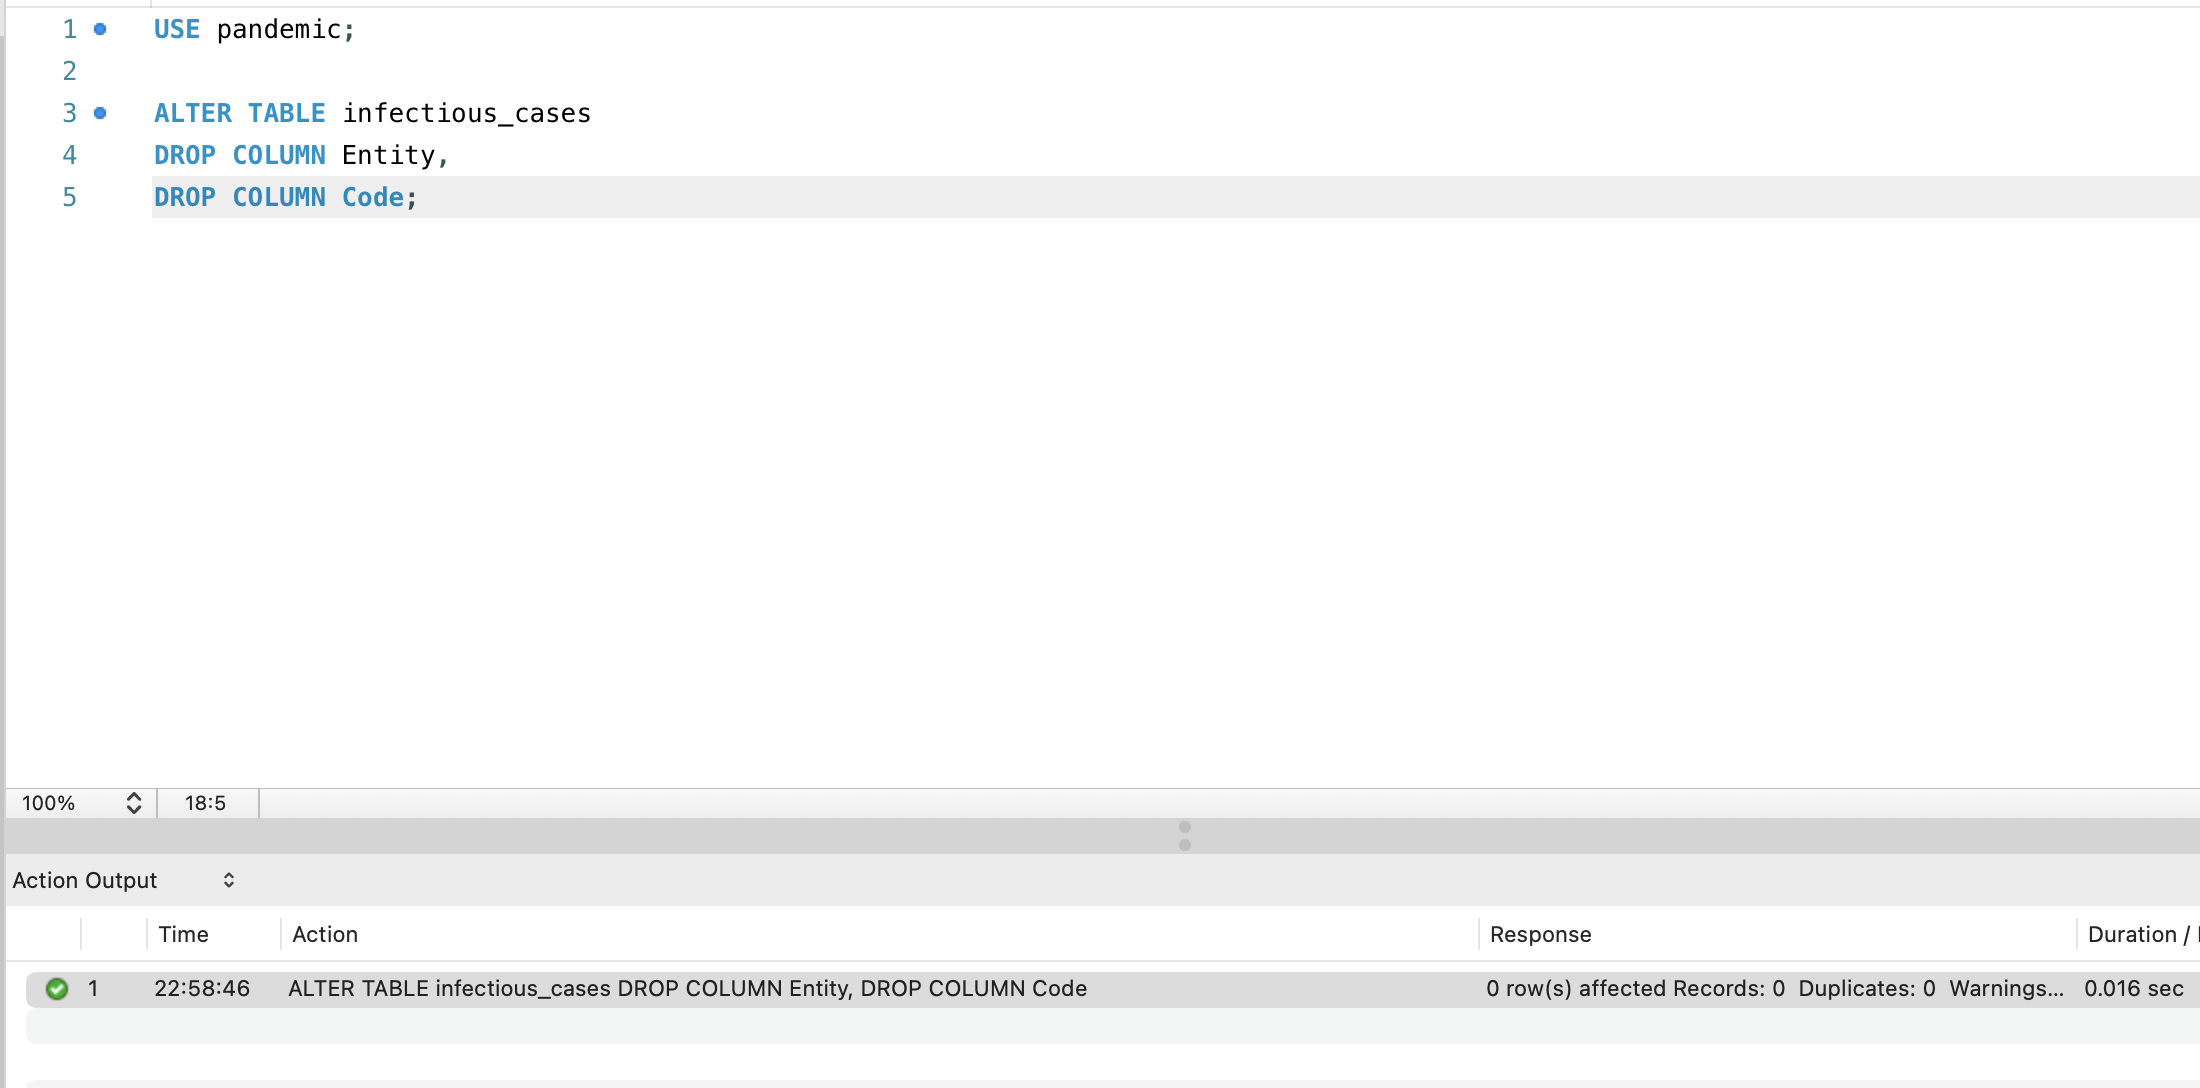 1 USE pandemic;
2
3 ALTER TABLE infectious_cases
4 DROP COLUMN Entity,
5 DROP COLUMN Code;
100% 18:5
Action Output
Time Action Response Duration /
1 22:58:46 ALTER TABLE infectious_cases DROP COLUMN Entity, DROP COLUMN Code 0 row(s) affected Records: 0 Duplicates: 0 Warnings... 0.016 sec